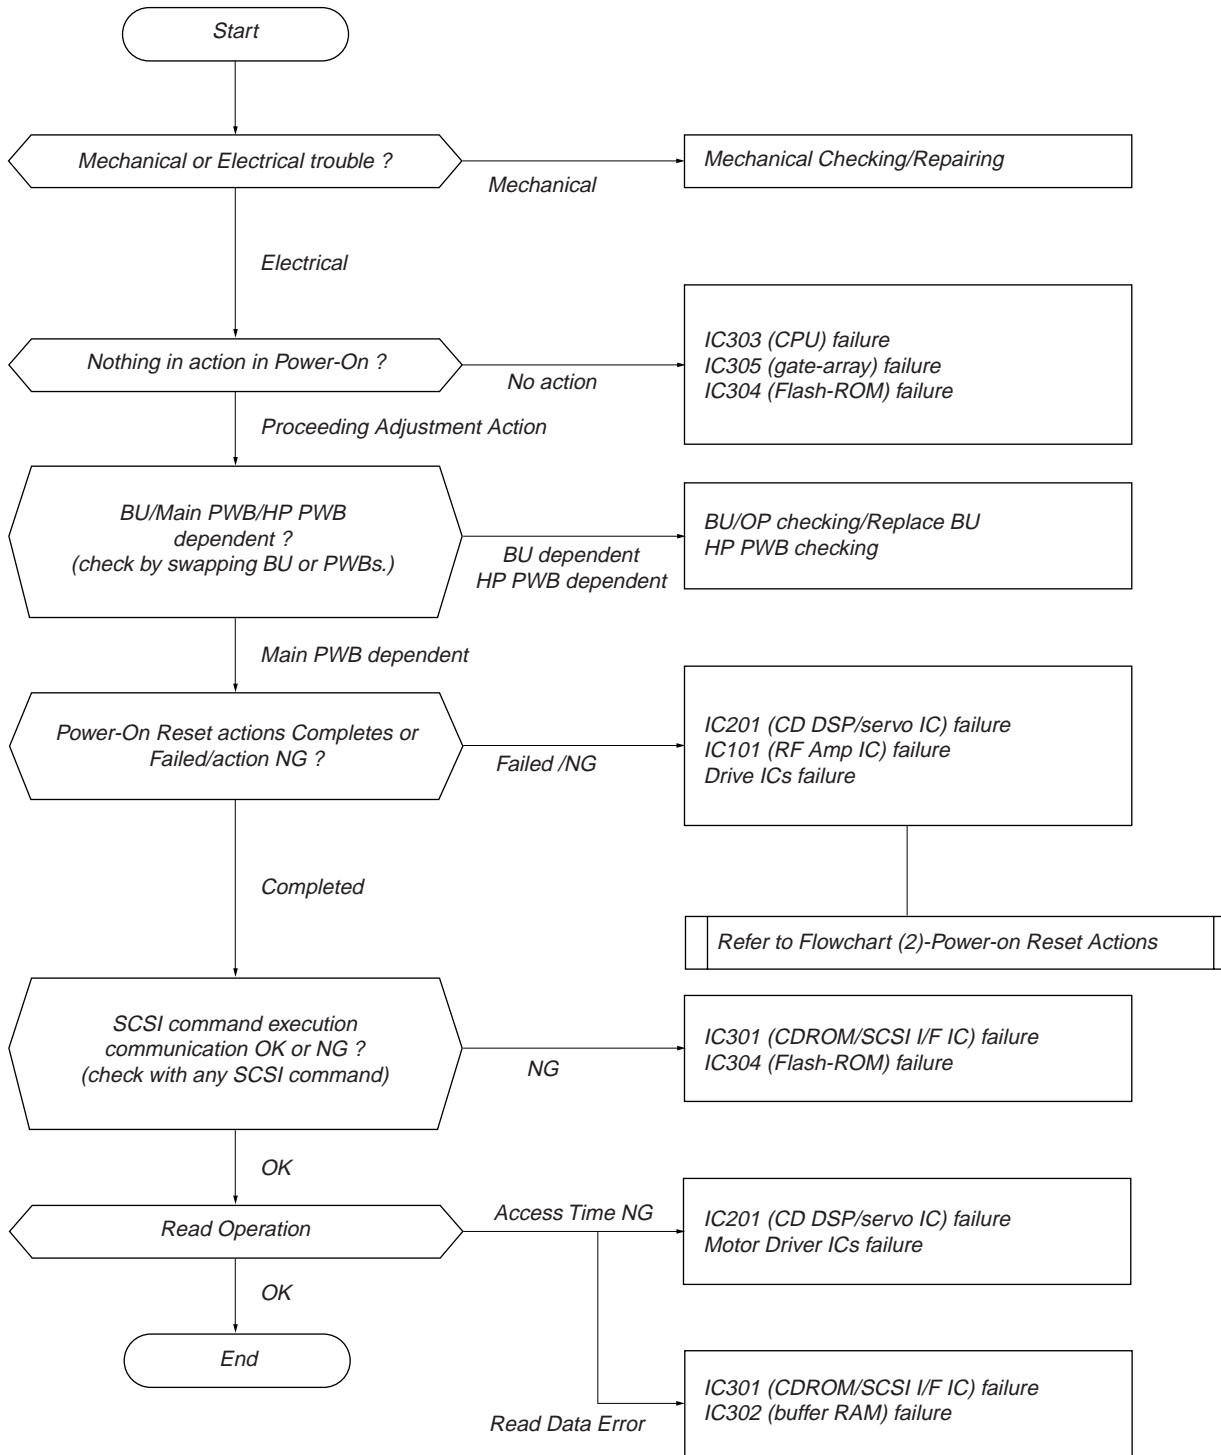 Start
Mechanical or Electrical trouble ?
Mechanical
Mechanical Checking/Repairing
Electrical
Nothing in action in Power-On ?
No action
IC303 (CPU) failure
IC305 (gate-array) failure
IC304 (Flash-ROM) failure
Proceeding Adjustment Action
BU/Main PWB/HP PWB
dependent ?
(check by swapping BU or PWBs.)
BU dependent
HP PWB dependent
BU/OP checking/Replace BU
HP PWB checking
Main PWB dependent
Power-On Reset actions Completes or
Failed/action NG ?
Failed /NG
IC201 (CD DSP/servo IC) failure
IC101 (RF Amp IC) failure
Drive ICs failure
Completed
Refer to Flowchart (2)-Power-on Reset Actions
SCSI command execution
communication OK or NG ?
(check with any SCSI command)
NG
IC301 (CDROM/SCSI I/F IC) failure
IC304 (Flash-ROM) failure
OK
Read Operation
Access Time NG
IC201 (CD DSP/servo IC) failure
Motor Driver ICs failure
OK
End
Read Data Error
IC301 (CDROM/SCSI I/F IC) failure
IC302 (buffer RAM) failure